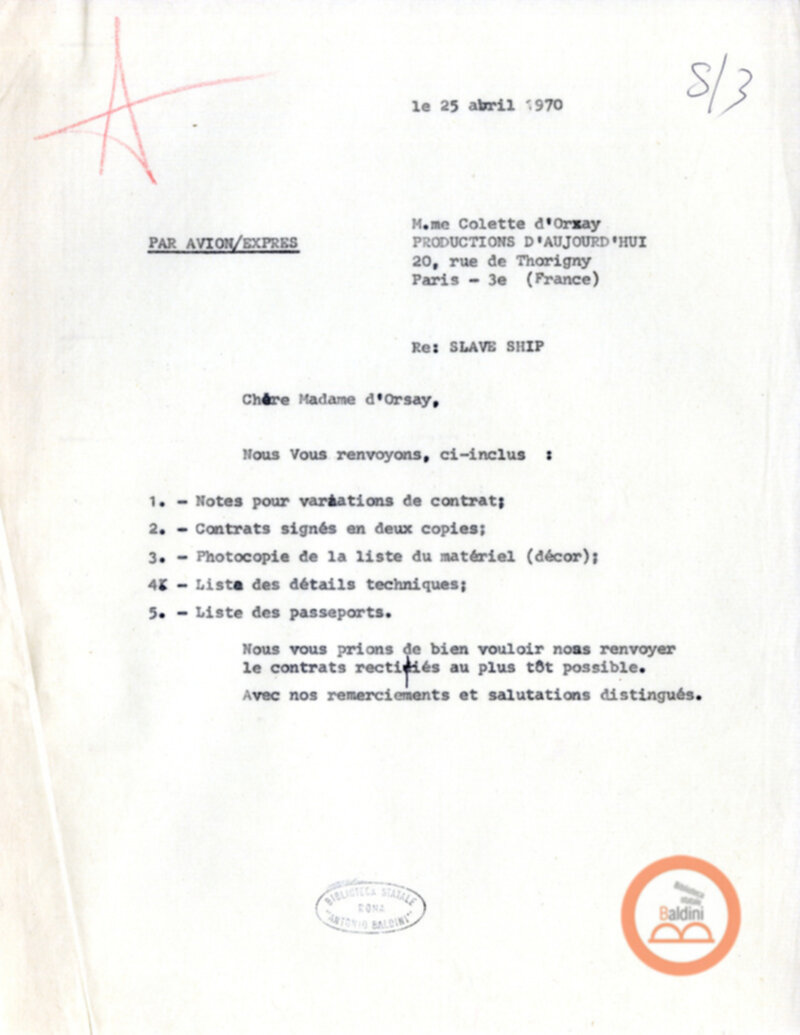 A
8/3
le 25 abril 1970
M.me Colette d'Orsay
PAR AVION/EXPRES
PRODUCTIONS D'AUJOURD'HUI
20, rue de Thorigny
Paris - 3e (France)
Re: SLAVE SHIP
Chère Madame d'Orsay,
Nous Vous renvoyons, ci-inclus :
1. - Notes pour variations de contrat;
2. - Contrats signés en deux copies;
3. - Photocopie de la liste du matériel (décor);
4. - Liste des détails techniques;
5. - Liste des passeports.
Nous vous prions de bien vouloir nous renvoyer
le contrats rectifiés au plus tôt possible.
Avec nos remerciements et salutations distingués.
BIBLIOTECA STATALE
ROMA
"ANTONIO BALDINI"
Biblioteca
statale
Baldini